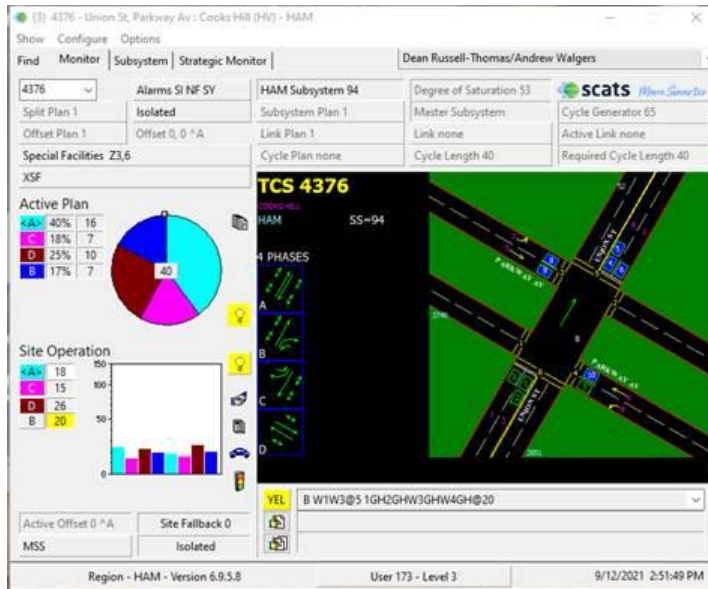 (3) 4376 - Union St, Parkway Av : Cooks Hill (HV) - HAM
Show Configure Options
Find Monitor Subsystem Strategic Monitor Dean Russell-Thomas/Andrew Walgers
4376 Alarms SI NF SY HAM Subsystem 94 Degree of Saturation 53 scats
Split Plan 1 Isolated Subsystem Plan 1 Master Subsystem Cycle Generator 65
Offset Plan 1 Offset 0, 0 ^A Link Plan 1 Link none Active Link none
Special Facilities Z3,6 Cycle Plan none Cycle Length 40 Required Cycle Length 40
XSF
Active Plan
<A> 40% 16
C 18% 7
D 25% 10
B 17% 7
40
TCS 4376
COOKS HILL
HAM SS=94
4 PHASES
A
B
C
D
UNION ST
PARKWAY AV
PARKWAY AV
UNION ST
Site Operation
<A> 18
C 15
D 26
B 20
150
100
50
0
YEL B W1W3@5 1GH2GHW3GHW4GH@20
Active Offset 0 ^A Site Fallback 0
MSS Isolated
Region - HAM - Version 6.9.5.8 User 173 - Level 3 9/12/2021 2:51:49 PM